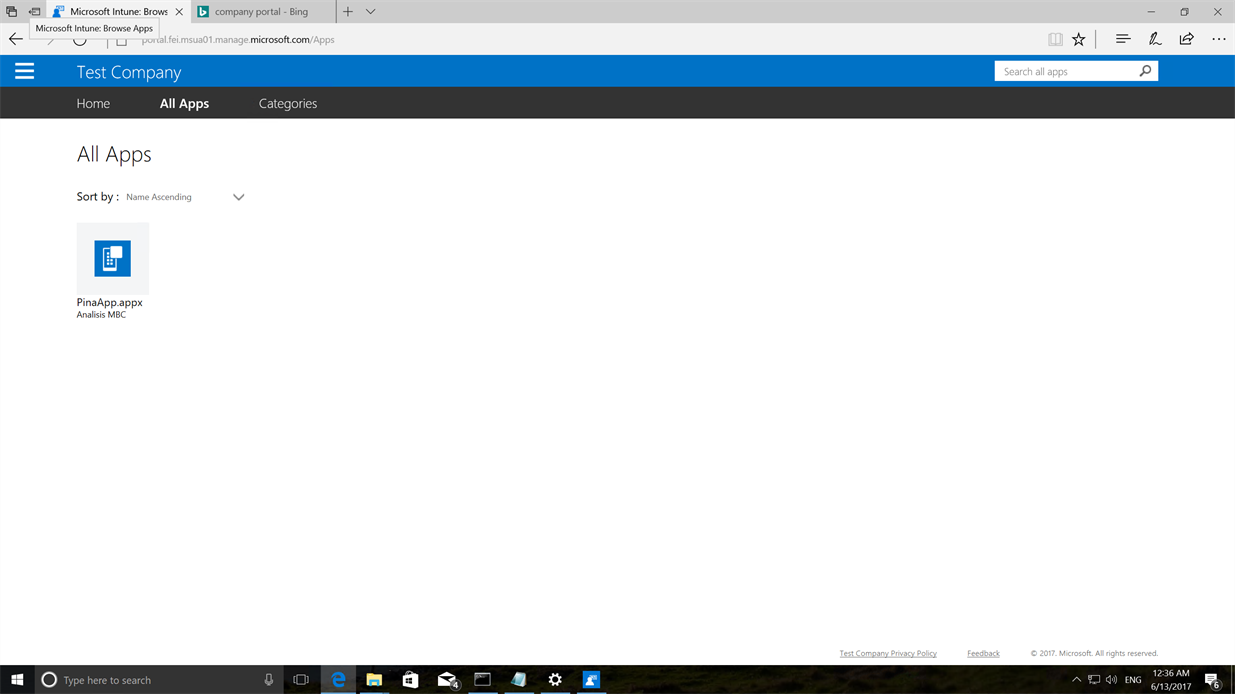 Microsoft Intune: Brows
company portal - Bing
Microsoft Intune: Browse Apps
portal.fei.msua01.manage.microsoft.com/Apps
Test Company
Search all apps
Home
All Apps
Categories
All Apps
Sort by :
Name Ascending
PinaApp.appx
Analisis MBC
Test Company Privacy Policy
Feedback
© 2017. Microsoft. All rights reserved.
Type here to search
4
ENG
12:36 AM
6/13/2017
6